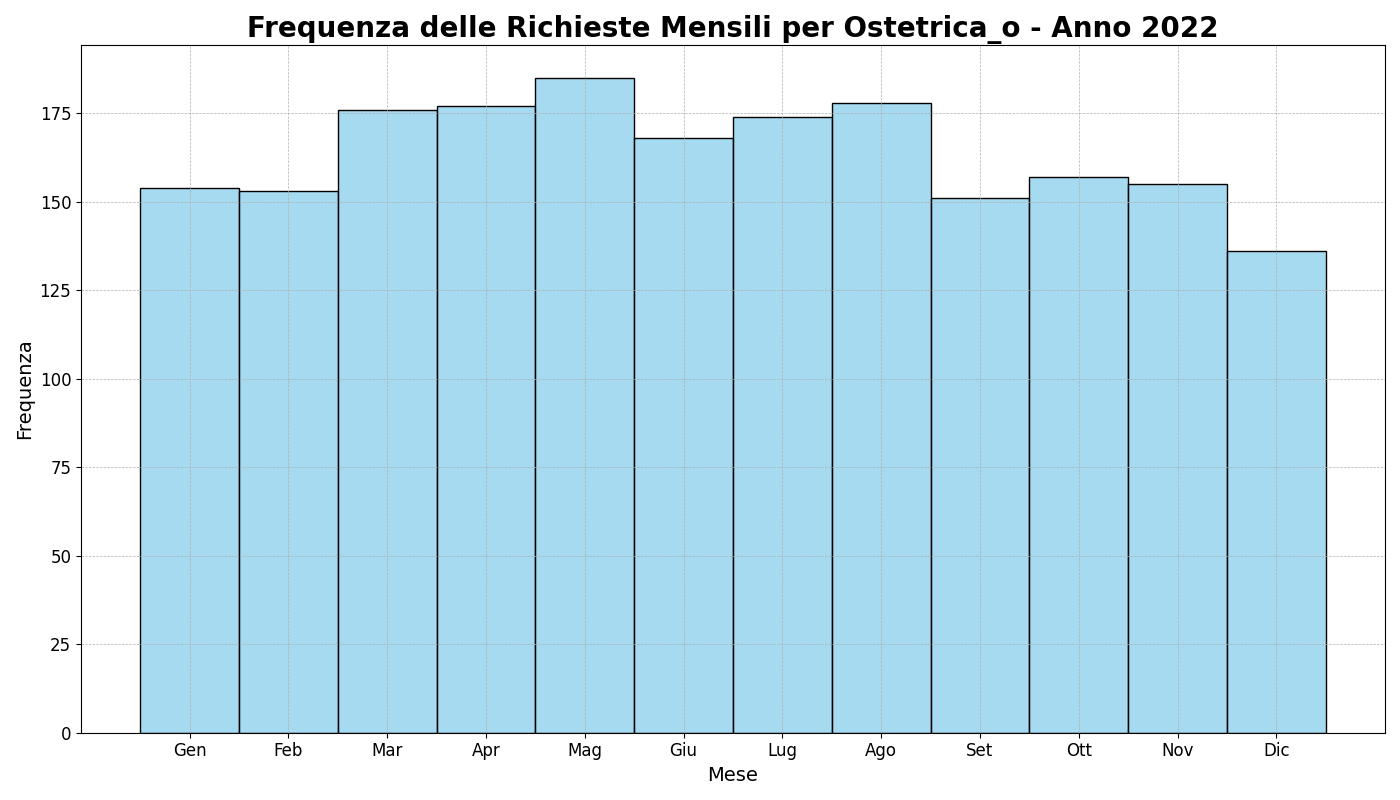 Frequenza delle Richieste Mensili per Ostetrica_o - Anno 2022
Frequenza
175
150
125
100
75
50
25
0
Gen Feb Mar Apr Mag Giu Lug Ago Set Ott Nov Dic
Mese